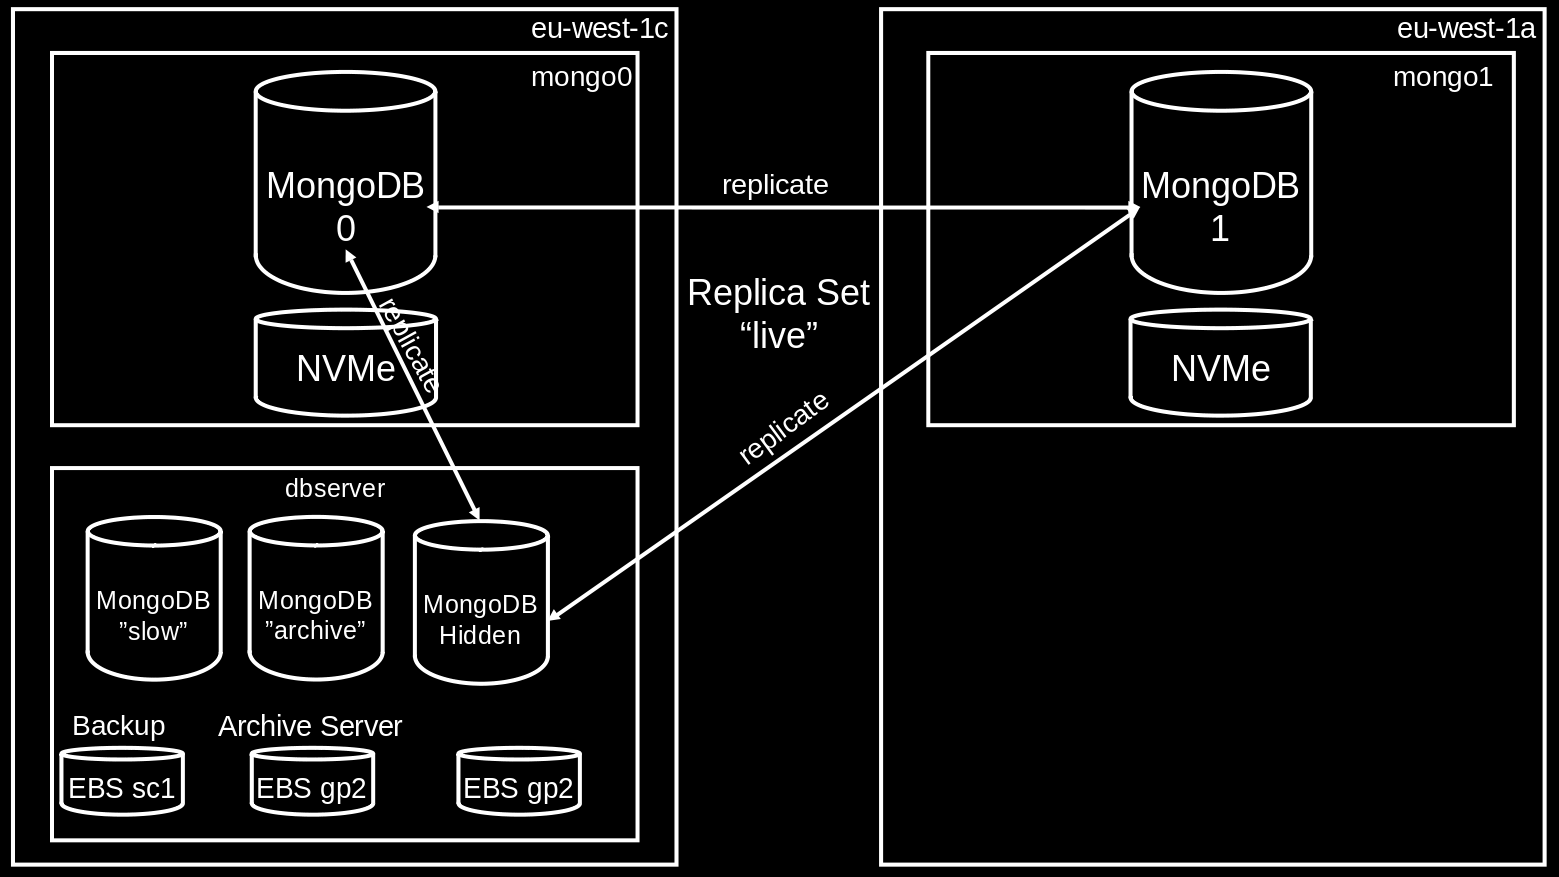 eu-west-1c
eu-west-1a
mongo0
mongo1
MongoDB
0
MongoDB
1
replicate
Replica Set
“live”
replicate
NVMe
NVMe
replicate
dbserver
MongoDB
”slow”
MongoDB
”archive”
MongoDB
Hidden
Backup
Archive Server
EBS sc1
EBS gp2
EBS gp2